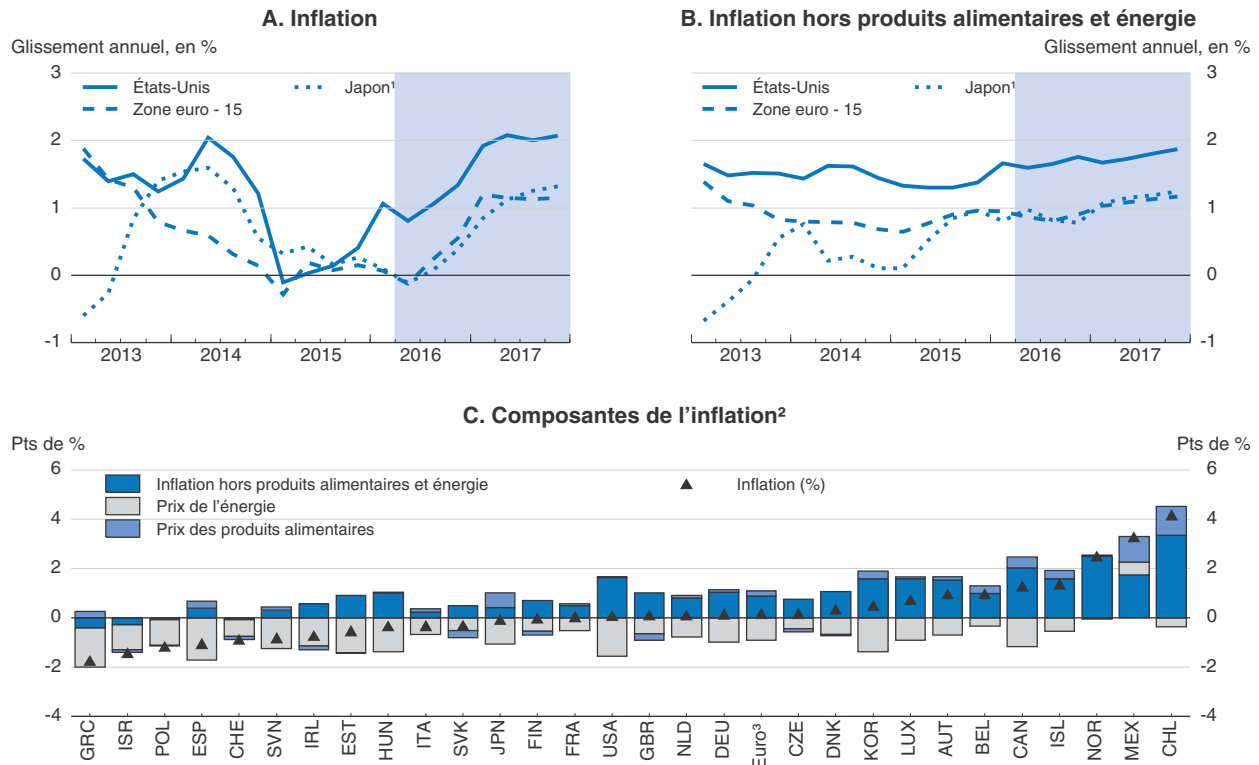 A. Inflation
Glissement annuel, en %
3
2
1
0
-1
États-Unis
Japon¹
Zone euro - 15
2013 2014 2015 2016 2017
B. Inflation hors produits alimentaires et énergie
Glissement annuel, en %
3
2
1
0
-1
États-Unis
Japon¹
Zone euro - 15
2013 2014 2015 2016 2017
C. Composantes de l'inflation²
Pts de %
Pts de %
6
4
2
0
-2
-4
Inflation hors produits alimentaires et énergie
Inflation (%)
Prix de l'énergie
Prix des produits alimentaires
6
4
2
0
-2
-4
GRC ISR POL ESP CHE SVN IRL EST HUN ITA SVK JPN FIN FRA USA GBR NLD DEU Euro³ CZE DNK KOR LUX AUT BEL CAN ISL NOR MEX CHL